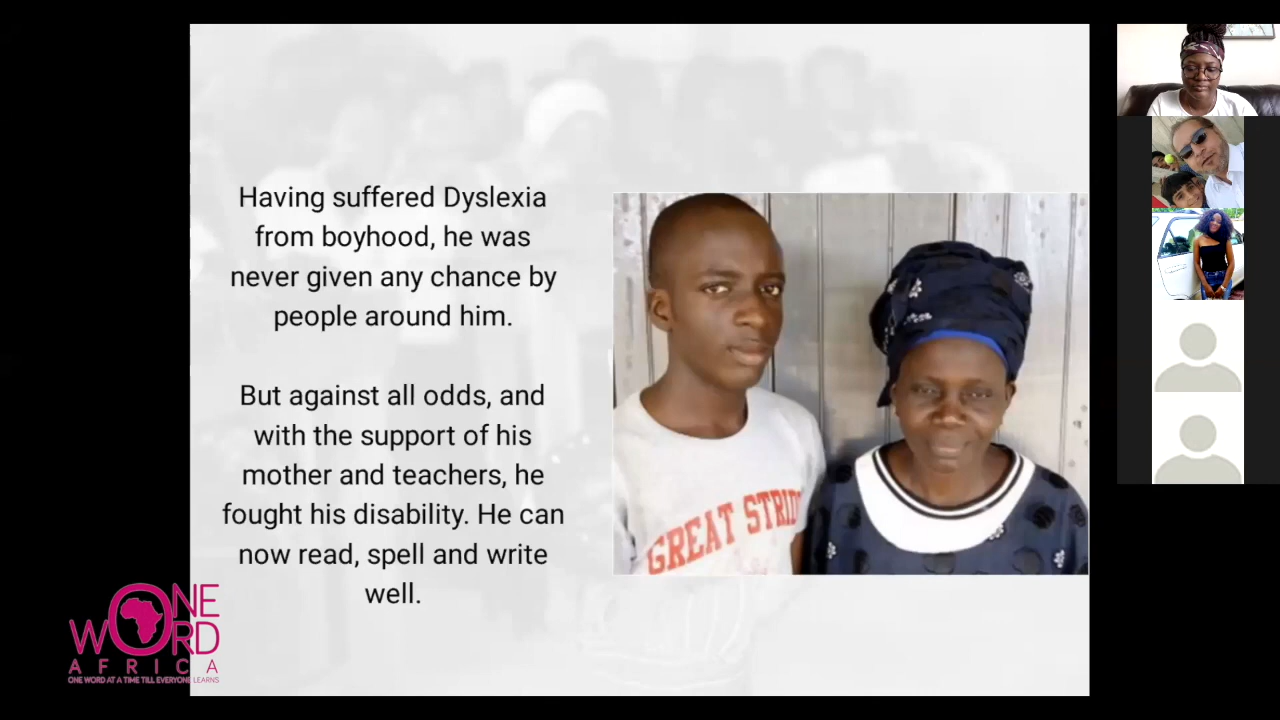 Having suffered Dyslexia
from boyhood, he was
never given any chance by
people around him.
But against all odds, and
with the support of his
mother and teachers, he
fought his disability. He can
now read, spell and write
well.
GREAT STRID
ONE
WORD
AFRICA
ONE WORD AT A TIME TILL EVERYONE LEARNS